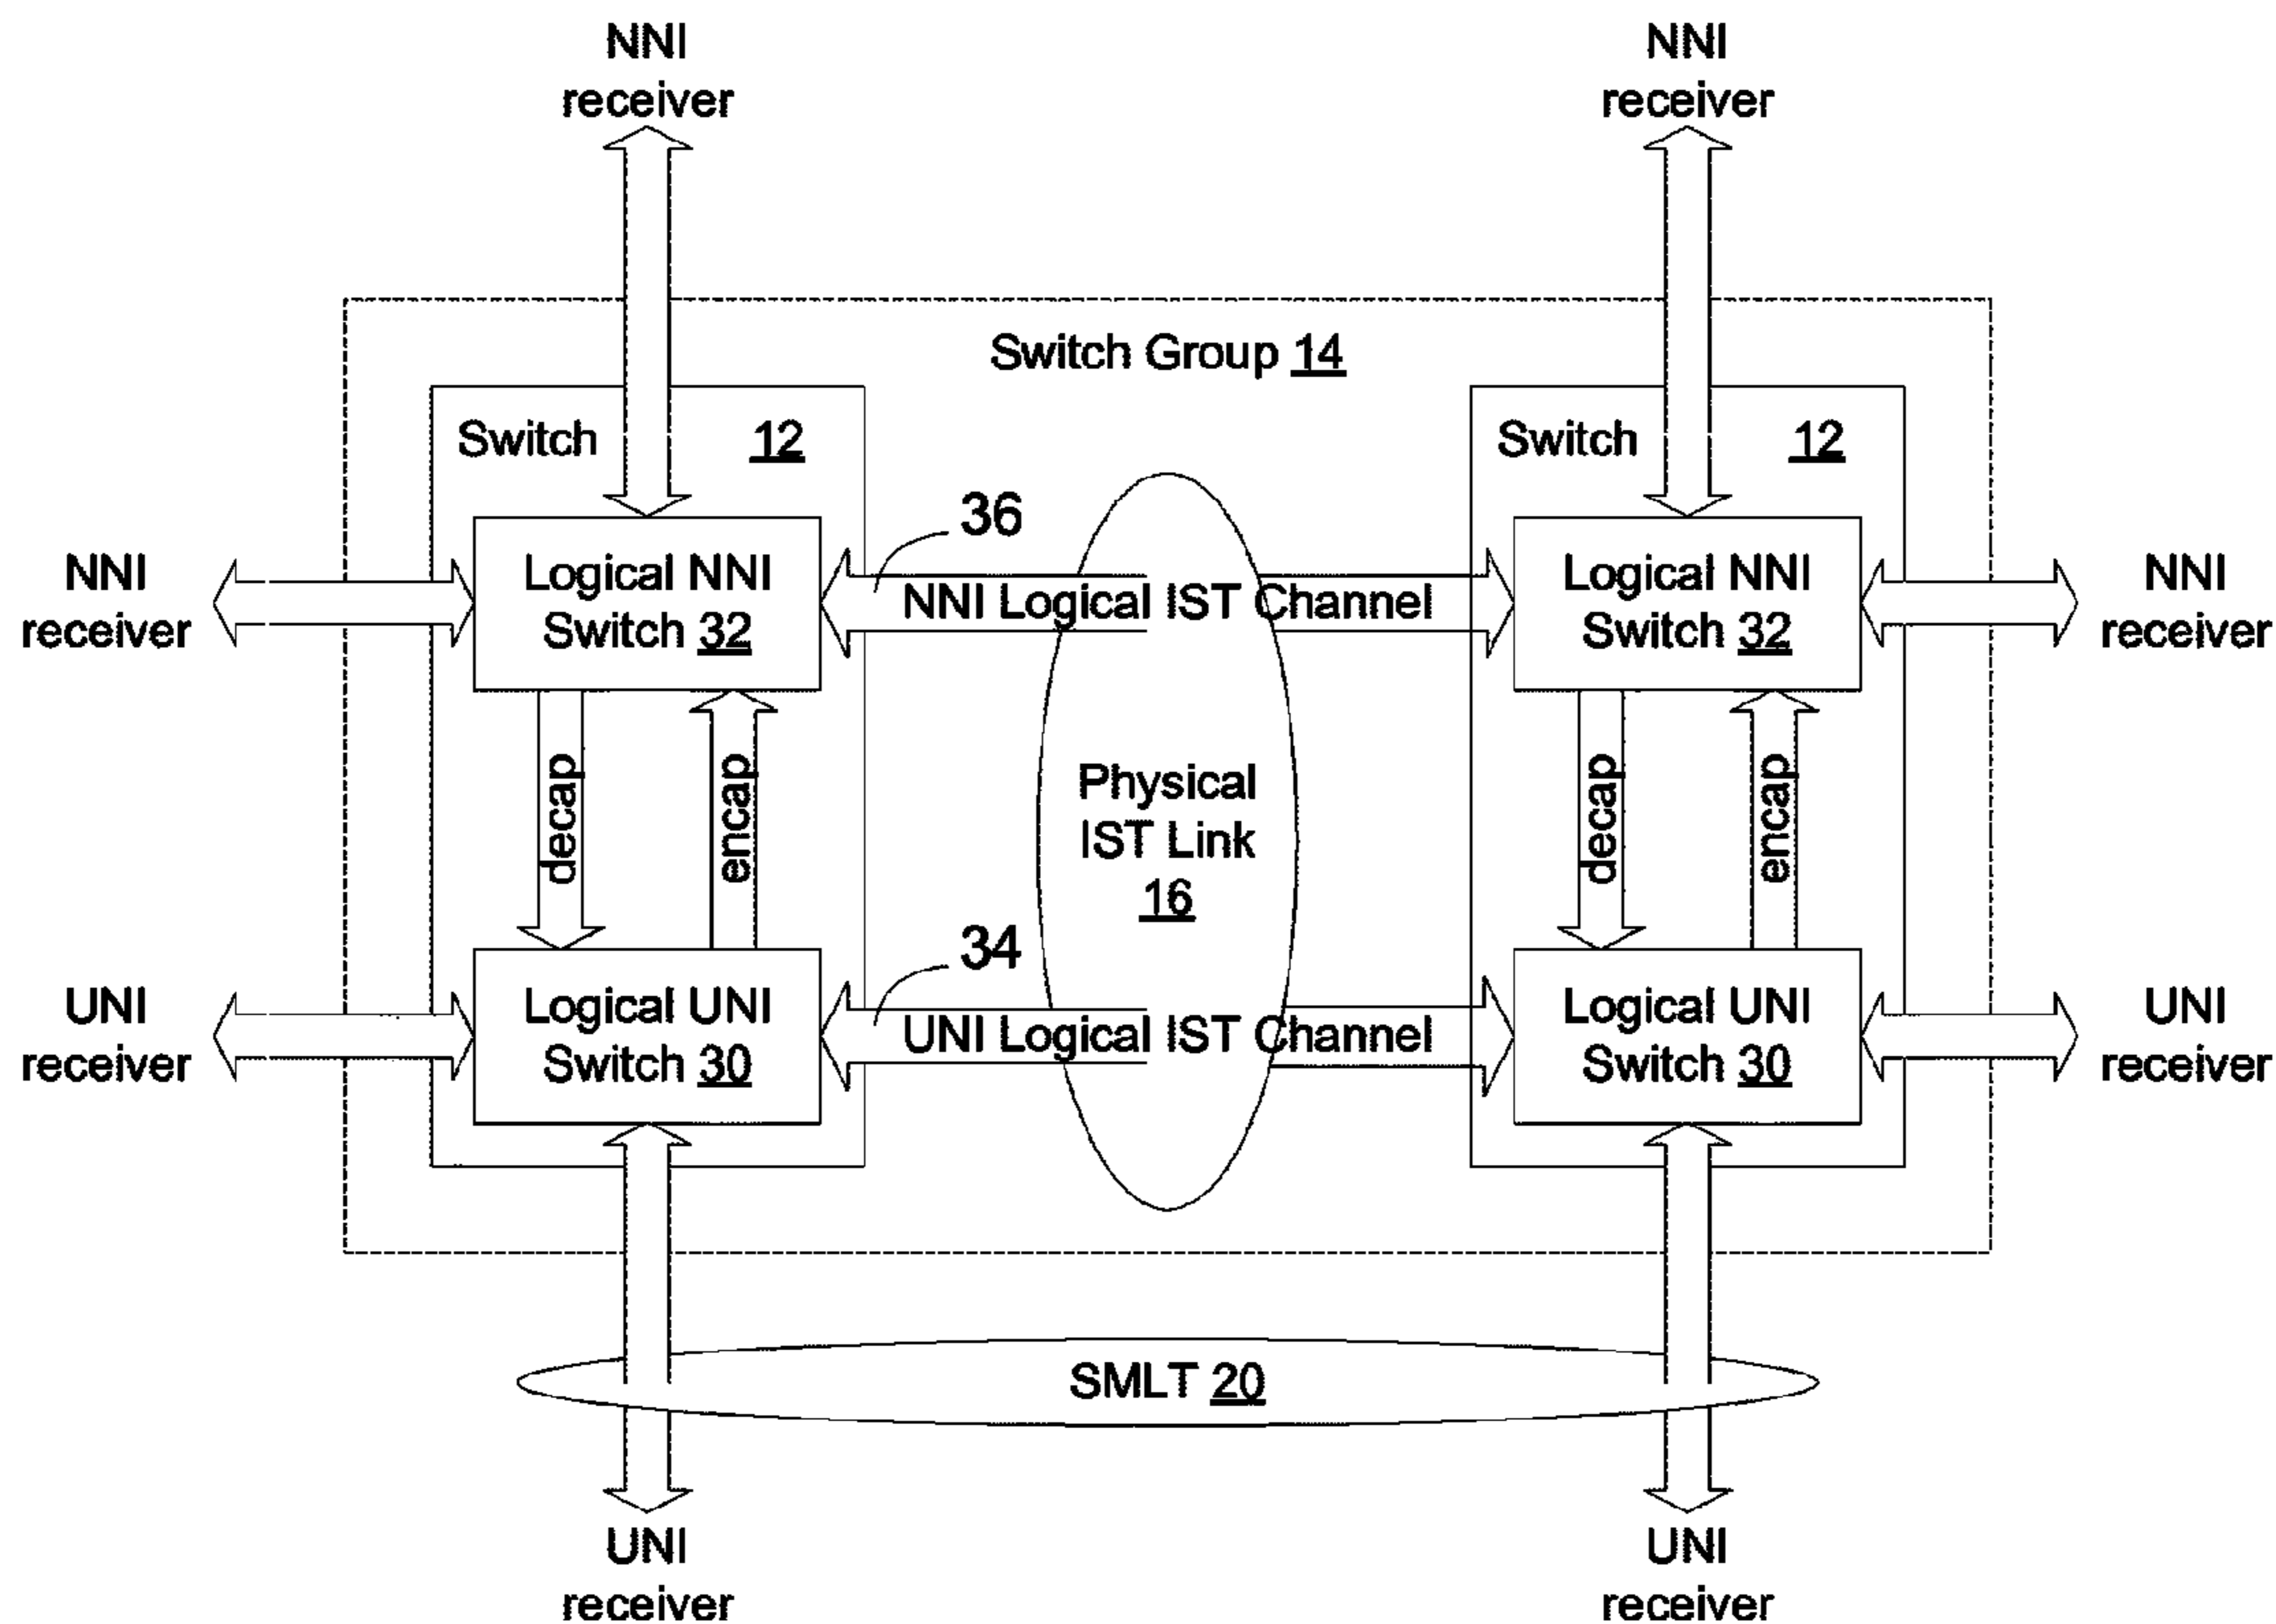 NNI
receiver
NNI
receiver
Switch Group 14
Switch 12
Switch 12
36
NNI
receiver
Logical NNI
Switch 32
NNI Logical IST Channel
Logical NNI
Switch 32
NNI
receiver
decap
encap
Physical
IST Link
16
decap
encap
34
UNI
receiver
Logical UNI
Switch 30
UNI Logical IST Channel
Logical UNI
Switch 30
UNI
receiver
SMLT 20
UNI
receiver
UNI
receiver